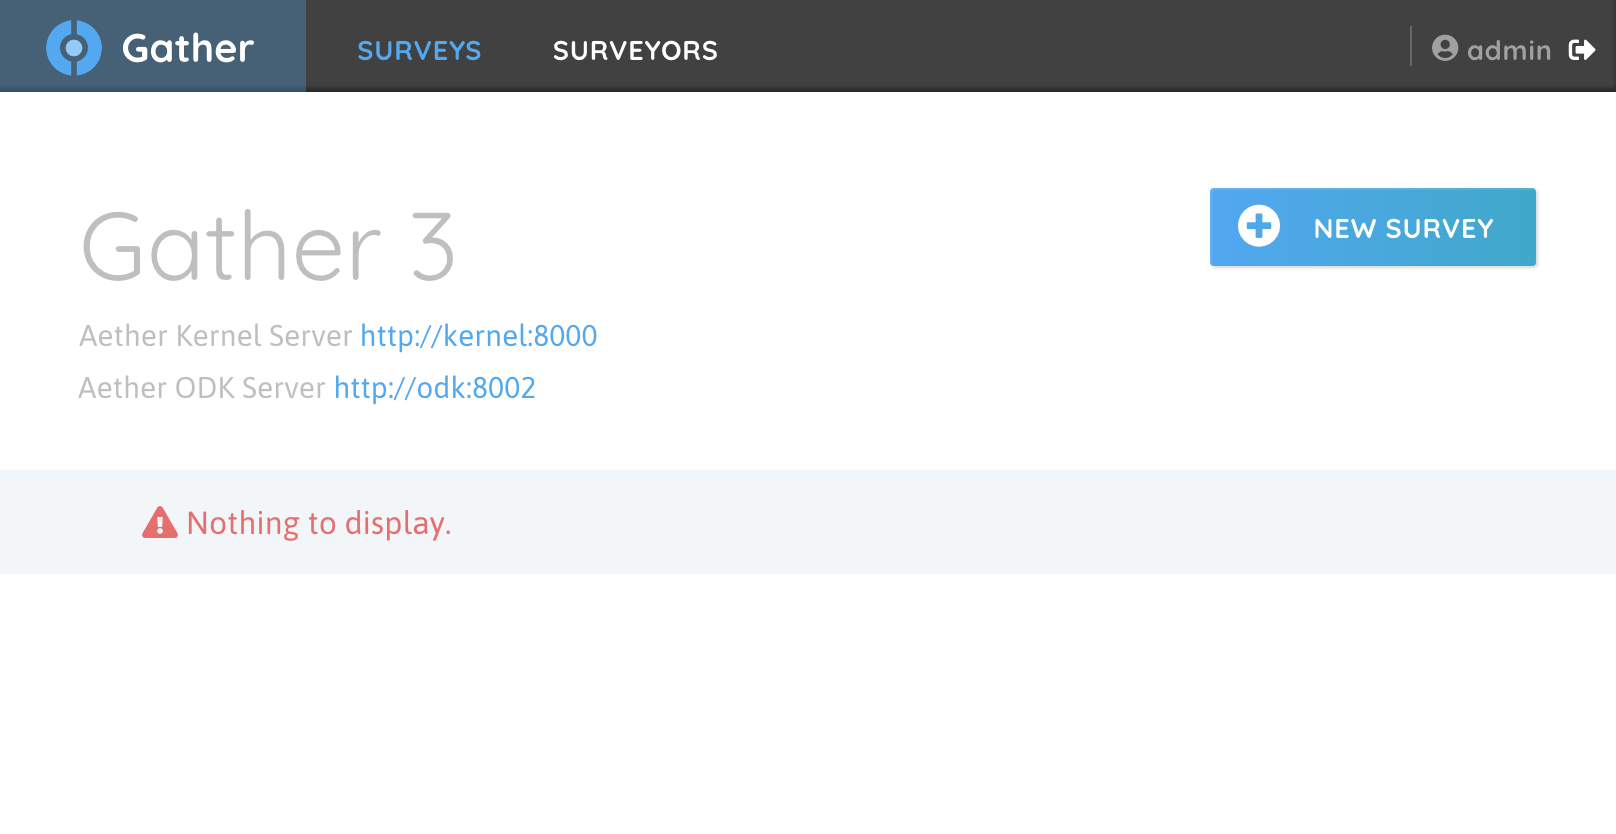 Gather SURVEYS SURVEYORS admin
Gather 3
NEW SURVEY
Aether Kernel Server http://kernel:8000
Aether ODK Server http://odk:8002
Nothing to display.